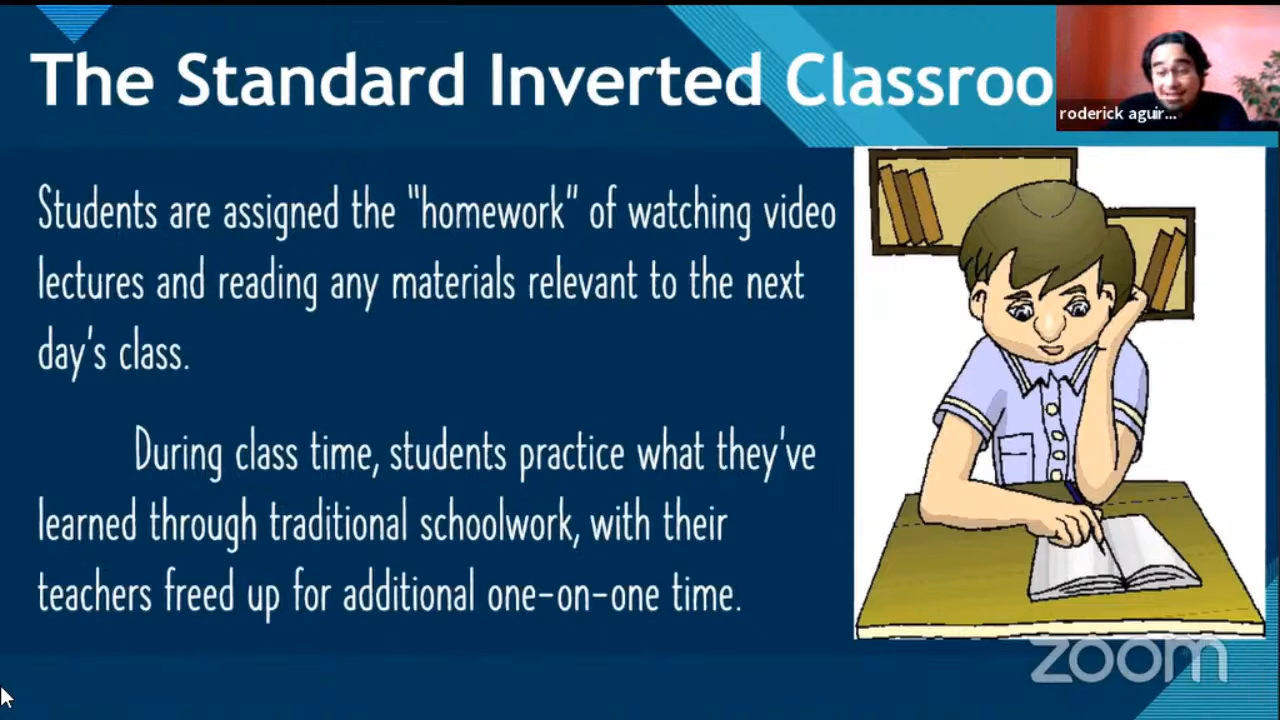 The Standard Inverted Classroo
roderick aguir...
Students are assigned the "homework" of watching video
lectures and reading any materials relevant to the next
day's class.
During class time, students practice what they've
learned through traditional schoolwork, with their
teachers freed up for additional one-on-one time.
zoom